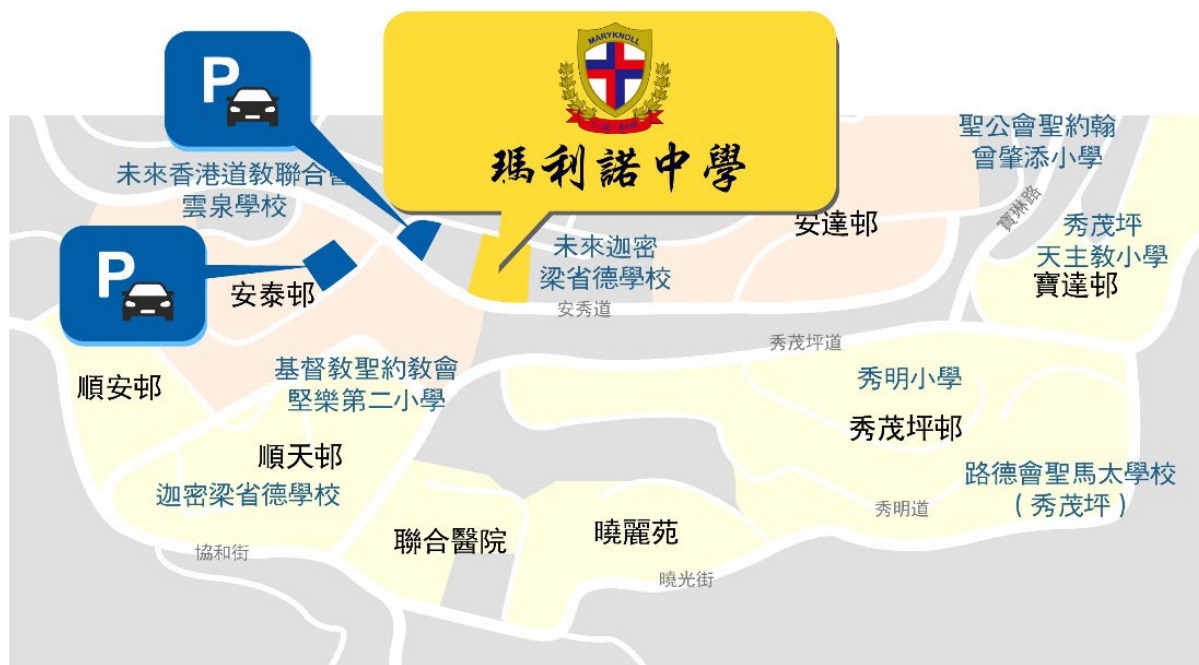 MARYKNOLL
瑪利諾中學
P
P
未來香港道教聯合會
雲泉學校
聖公會聖約翰
曾肇添小學
寶琳路
安達邨
未來迦密
梁省德學校
秀茂坪
天主教小學
寶達邨
安泰邨
安秀道
秀茂坪道
順安邨
基督教聖約教會
堅樂第二小學
秀明小學
秀茂坪邨
順天邨
迦密梁省德學校
路德會聖馬太學校
（秀茂坪）
秀明道
聯合醫院
曉麗苑
協和街
曉光街